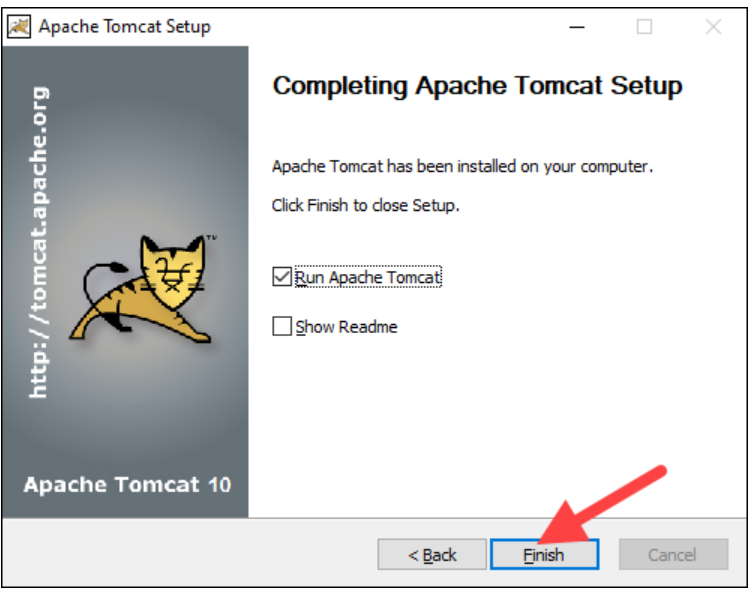 Apache Tomcat Setup
http://tomcat.apache.org
TM
Apache Tomcat 10
Completing Apache Tomcat Setup
Apache Tomcat has been installed on your computer.
Click Finish to close Setup.
Run Apache Tomcat
Show Readme
< Back
Finish
Cancel